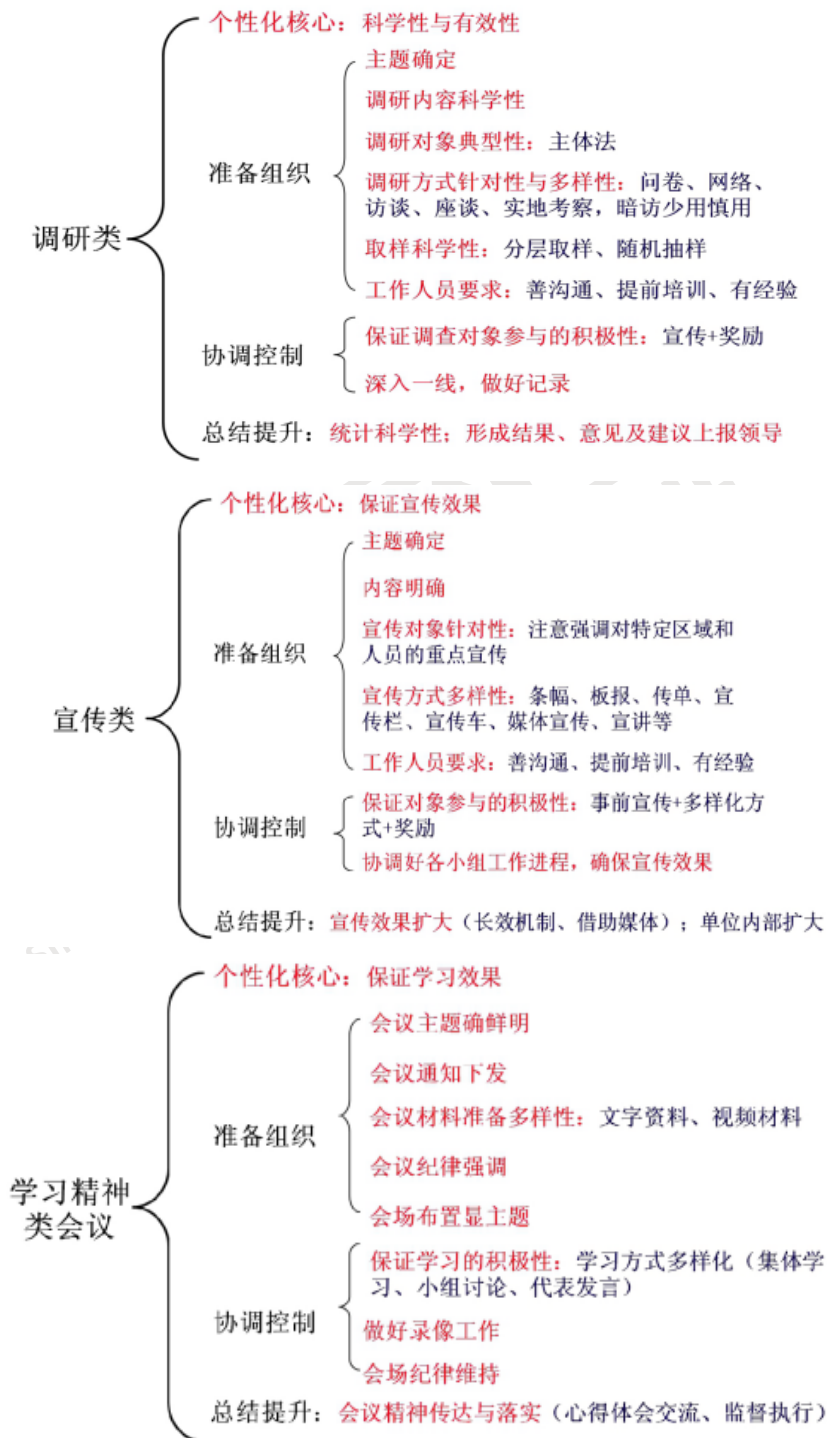 个性化核心：科学性与有效性
主题确定
调研内容科学性
调研对象典型性：主体法
准备组织
调研方式针对性与多样性：问卷、网络、
访谈、座谈、实地考察，暗访少用慎用
调研类
取样科学性：分层取样、随机抽样
工作人员要求：善沟通、提前培训、有经验
保证调查对象参与的积极性：宣传+奖励
协调控制
深入一线，做好记录
总结提升：统计科学性；形成结果、意见及建议上报领导
个性化核心：保证宣传效果
主题确定
内容明确
宣传对象针对性：注意强调对特定区域和
人员的重点宣传
准备组织
宣传方式多样性：条幅、板报、传单、宣
传栏、宣传车、媒体宣传、宣讲等
宣传类
工作人员要求：善沟通、提前培训、有经验
保证对象参与的积极性：事前宣传+多样化方
式+奖励
协调控制
协调好各小组工作进程，确保宣传效果
总结提升：宣传效果扩大（长效机制、借助媒体）；单位内部扩大
个性化核心：保证学习效果
会议主题确鲜明
会议通知下发
会议材料准备多样性：文字资料、视频材料
准备组织
会议纪律强调
学习精神
类会议
会场布置显主题
保证学习的积极性：学习方式多样化（集体学
习、小组讨论、代表发言）
协调控制
做好录像工作
会场纪律维持
总结提升：会议精神传达与落实（心得体会交流、监督执行）